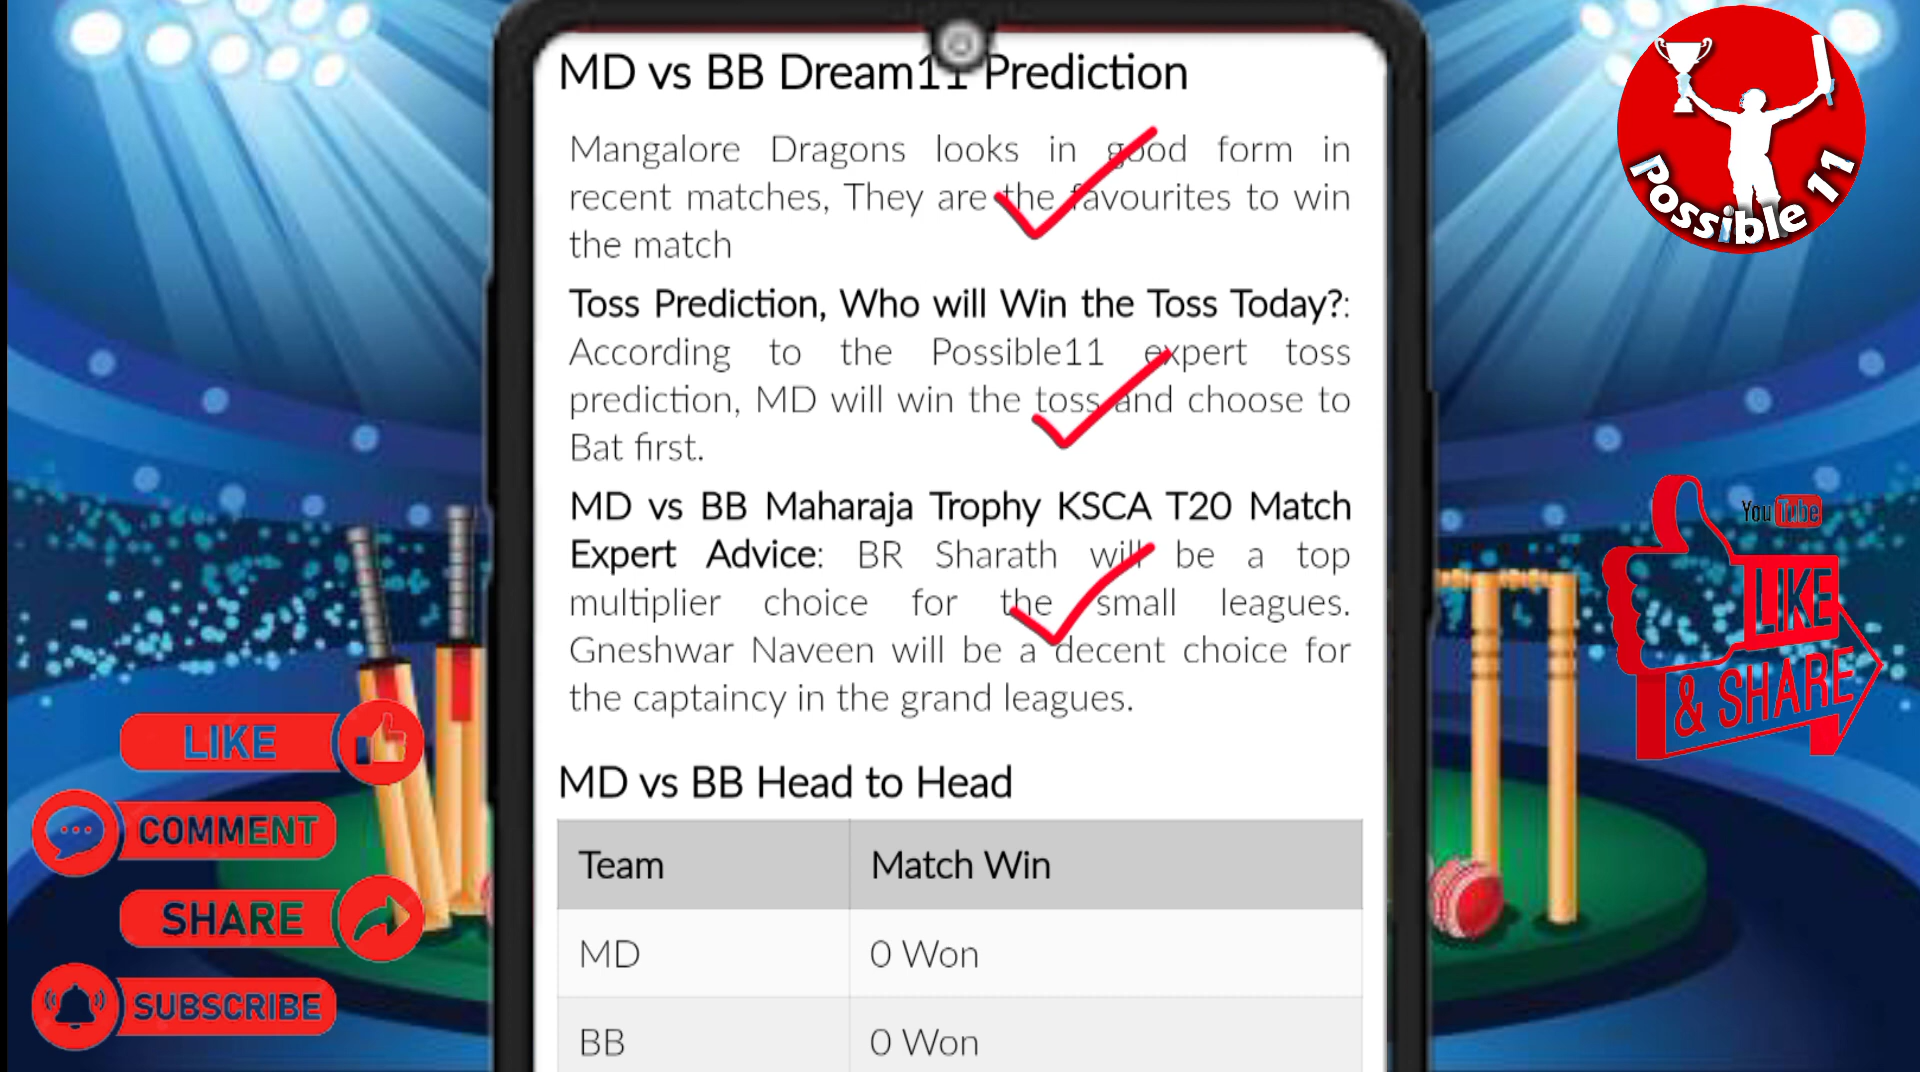 MD vs BB Dream11 Prediction
Mangalore Dragons looks in good form in
recent matches, They are the favourites to win
the match
Toss Prediction, Who will Win the Toss Today?:
According to the Possible11 expert toss
prediction, MD will win the toss and choose to
Bat first.
MD vs BB Maharaja Trophy KSCA T20 Match
Expert Advice: BR Sharath will be a top
multiplier choice for the small leagues.
Gneshwar Naveen will be a decent choice for
the captaincy in the grand leagues.
MD vs BB Head to Head
Team Match Win
MD 0 Won
BB 0 Won
Possible 11
YouTube
LIKE
& SHARE
LIKE
COMMENT
SHARE
SUBSCRIBE